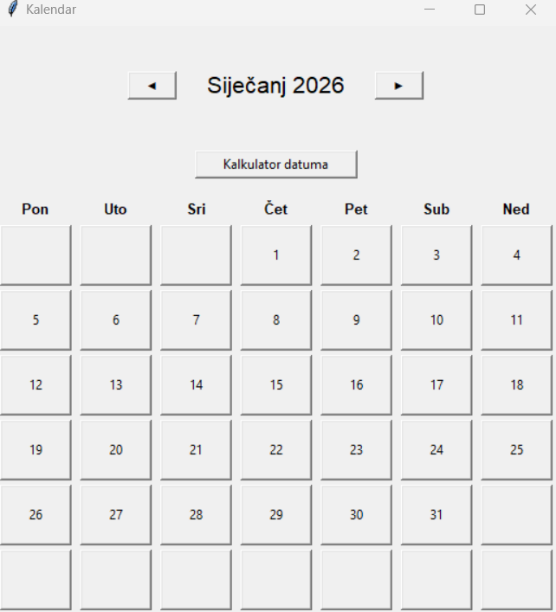 Kalendar
◄ Siječanj 2026 ►
Kalkulator datuma
Pon Uto Sri Čet Pet Sub Ned
1 2 3 4
5 6 7 8 9 10 11
12 13 14 15 16 17 18
19 20 21 22 23 24 25
26 27 28 29 30 31